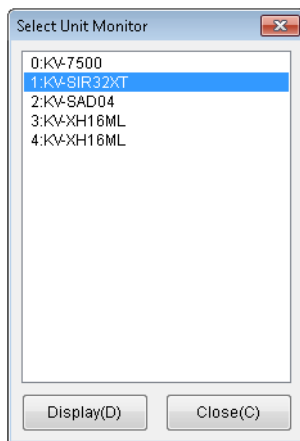 Select Unit Monitor
0:KV-7500
1:KV-SIR32XT
2:KV-SAD04
3:KV-XH16ML
4:KV-XH16ML
Display(D)
Close(C)